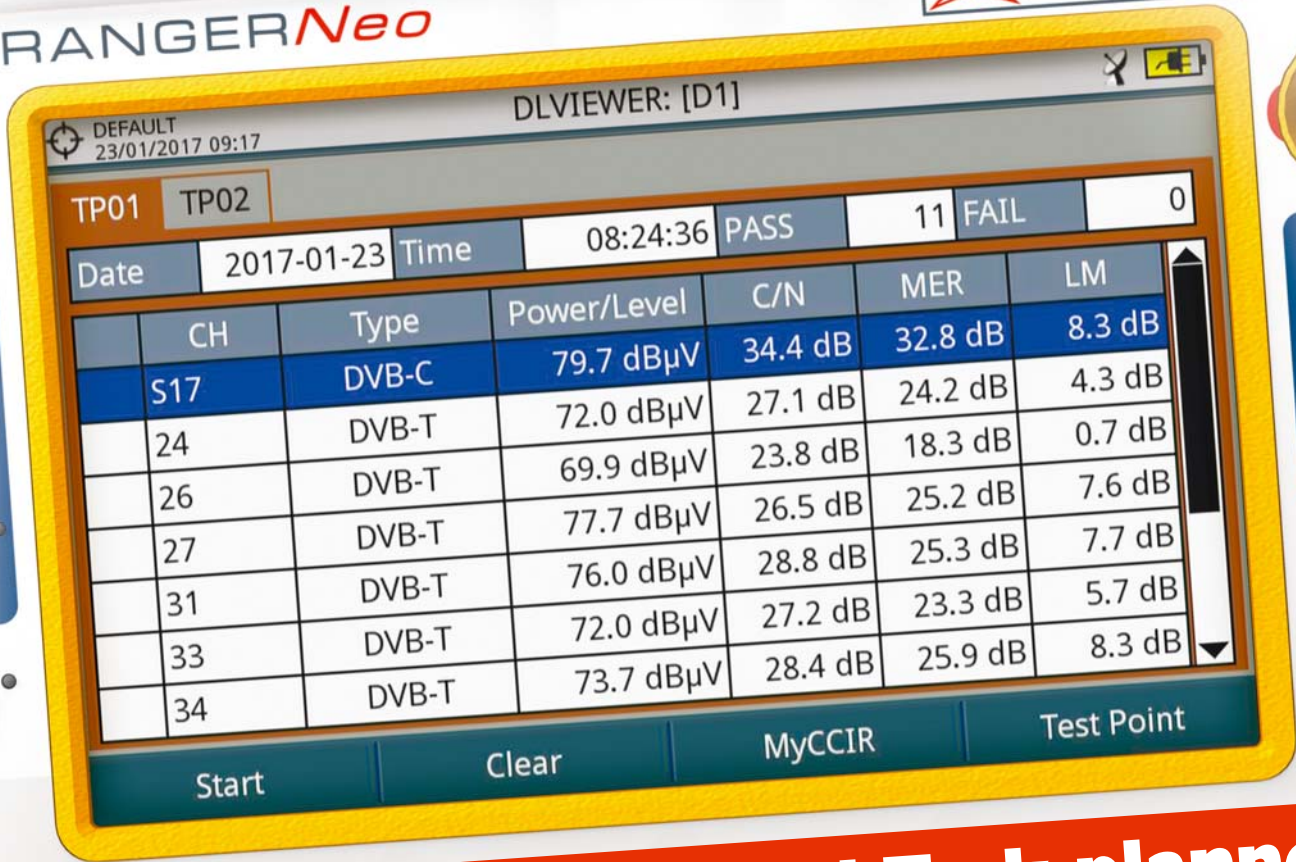 RANGERNeo
DEFAULT
23/01/2017 09:17
DLVIEWER: [D1]
TP01 TP02
Date 2017-01-23 Time 08:24:36 PASS 11 FAIL 0
CH Type Power/Level C/N MER LM
S17 DVB-C 79.7 dBµV 34.4 dB 32.8 dB 8.3 dB
24 DVB-T 72.0 dBµV 27.1 dB 24.2 dB 4.3 dB
26 DVB-T 69.9 dBµV 23.8 dB 18.3 dB 0.7 dB
27 DVB-T 77.7 dBµV 26.5 dB 25.2 dB 7.6 dB
31 DVB-T 76.0 dBµV 28.8 dB 25.3 dB 7.7 dB
33 DVB-T 72.0 dBµV 27.2 dB 23.3 dB 5.7 dB
34 DVB-T 73.7 dBµV 28.4 dB 25.9 dB 8.3 dB
Start Clear MyCCIR Test Point